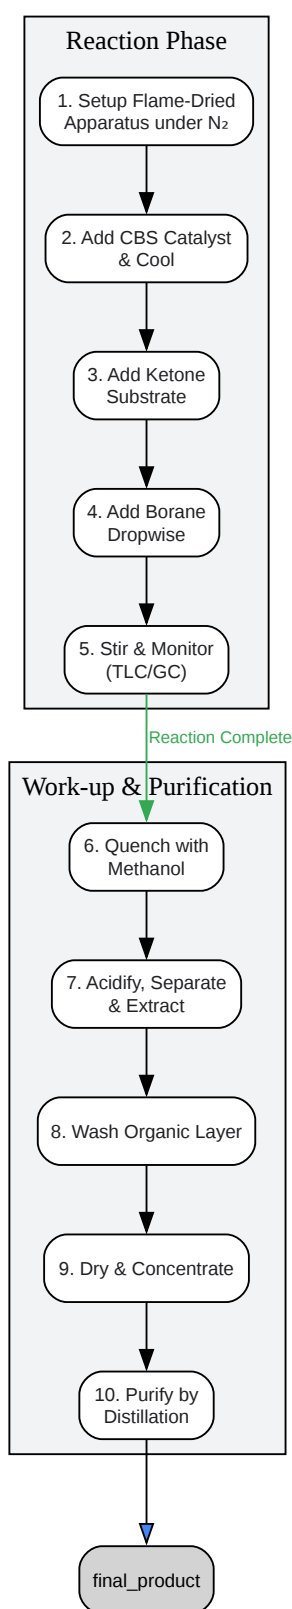 Reaction Phase
1. Setup Flame-Dried
Apparatus under N₂
2. Add CBS Catalyst
& Cool
3. Add Ketone
Substrate
4. Add Borane
Dropwise
5. Stir & Monitor
(TLC/GC)
Reaction Complete
Work-up & Purification
6. Quench with
Methanol
7. Acidify, Separate
& Extract
8. Wash Organic Layer
9. Dry & Concentrate
10. Purify by
Distillation
final_product